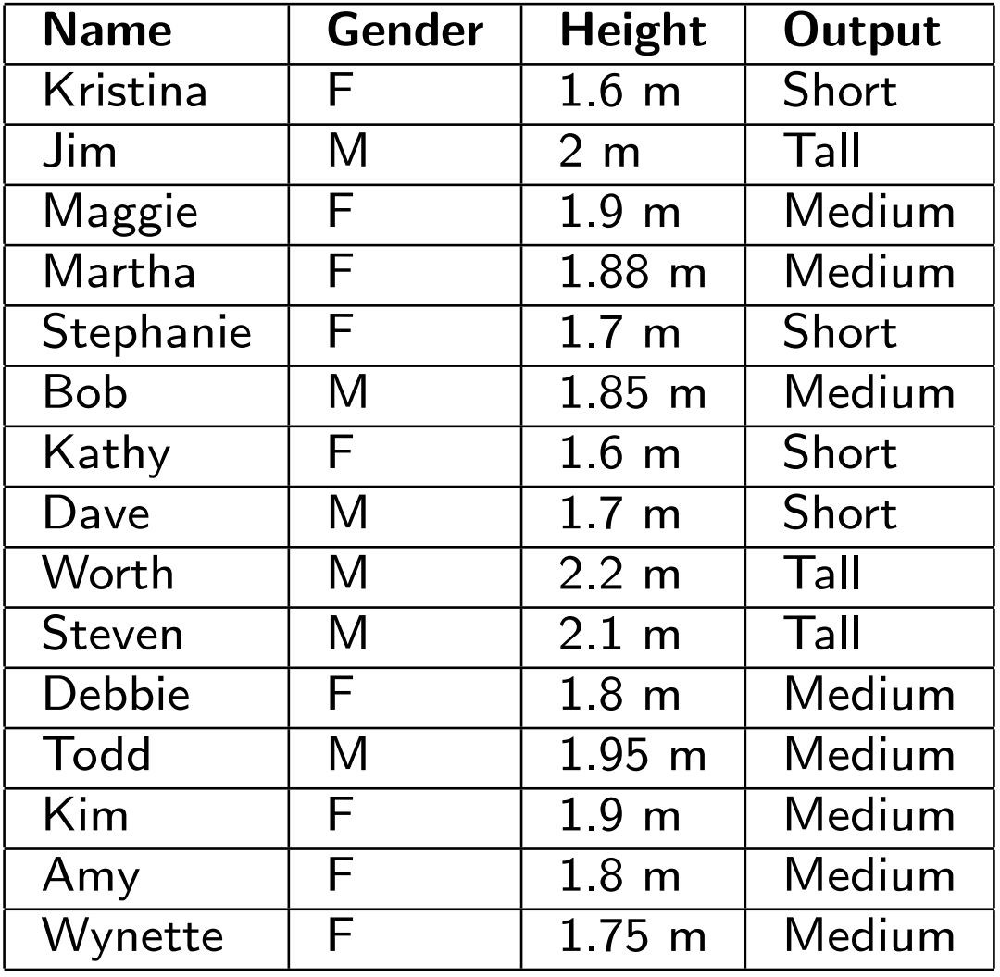 Name Gender Height Output
Kristina F 1.6 m Short
Jim M 2 m Tall
Maggie F 1.9 m Medium
Martha F 1.88 m Medium
Stephanie F 1.7 m Short
Bob M 1.85 m Medium
Kathy F 1.6 m Short
Dave M 1.7 m Short
Worth M 2.2 m Tall
Steven M 2.1 m Tall
Debbie F 1.8 m Medium
Todd M 1.95 m Medium
Kim F 1.9 m Medium
Amy F 1.8 m Medium
Wynette F 1.75 m Medium